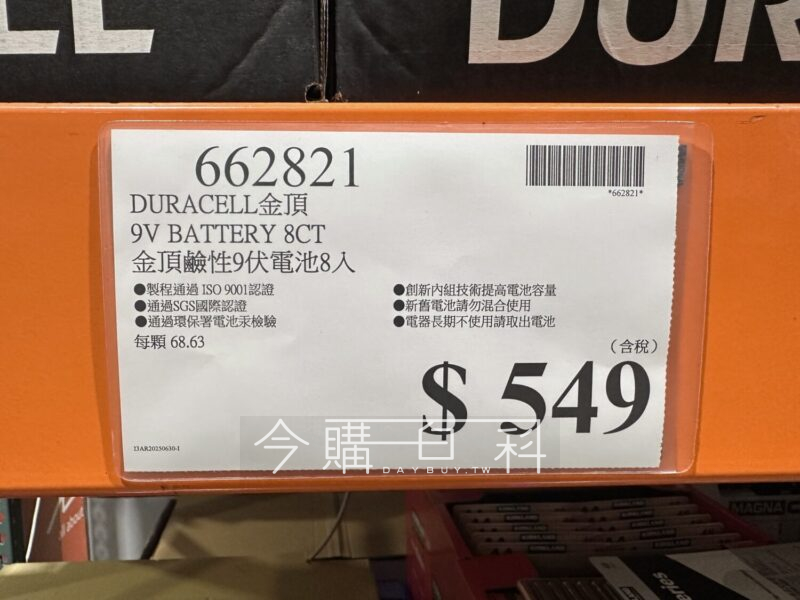 662821
*662821*
DURACELL金頂
9V BATTERY 8CT
金頂鹼性9伏電池8入
●製程通過 ISO 9001認證
●通過SGS國際認證
●通過環保署電池汞檢驗
每顆 68.63
●創新內組技術提高電池容量
●新舊電池請勿混合使用
●電器長期不使用請取出電池
(含稅)
$ 549
I3AR20250630-1
今購百科
DAYBUY.TW
KIRKLAND
MAGNA